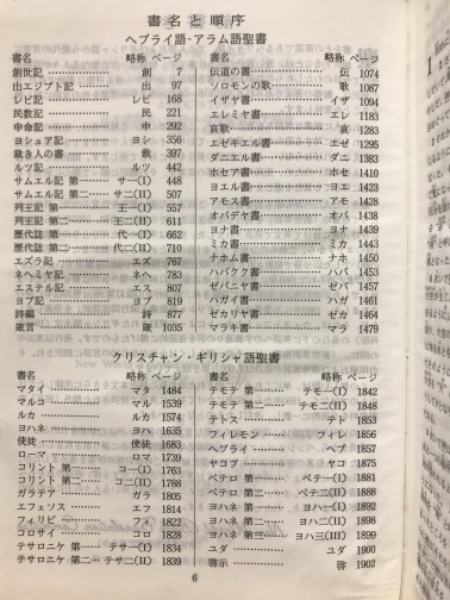 書名と順序
ヘブライ語-アラム語聖書
書名 略称 ページ
創世記 ………… 創 7
出エジプト記 ………… 出 97
レビ記 ………… レビ 168
民数記 ………… 民 221
申命記 ………… 申 292
ヨシュア記 ………… ヨシ 356
裁き人の書 ………… 裁 397
ルツ記 ………… ルツ 442
サムエル記 第一 …… サ一(I) 448
サムエル記 第二 …… サ二(II) 507
列王記 第一 ………… 王一(I) 557
列王記 第二 ………… 王二(II) 611
歴代誌 第一 ………… 代一(I) 662
歴代誌 第二 ………… 代二(II) 710
エズラ記 ………… エズ 767
ネヘミヤ記 ………… ネヘ 783
エステル記 ………… エス 807
ヨブ記 ………… ヨブ 819
詩編 ………… 詩 877
箴言 ………… 箴 1035
書名 略称 ページ
伝道の書 ………… 伝 1074
ソロモンの歌 ………… 歌 1087
イザヤ書 ………… イザ 1094
エレミヤ書 ………… エレ 1183
哀歌 ………… 哀 1283
エゼキエル書 ………… エゼ 1295
ダニエル書 ………… ダニ 1383
ホセア書 ………… ホセ 1410
ヨエル書 ………… ヨエ 1423
アモス書 ………… アモ 1428
オバデヤ書 ………… オバ 1438
ヨナ書 ………… ヨナ 1439
ミカ書 ………… ミカ 1443
ナホム書 ………… ナホ 1450
ハバクク書 ………… ハバ 1453
ゼパニヤ書 ………… ゼパ 1457
ハガイ書 ………… ハガ 1461
ゼカリヤ書 ………… ゼカ 1464
マラキ書 ………… マラ 1479
クリスチャン・ギリシャ語聖書
書名 略称 ページ
マタイ ………… マタ 1484
マルコ ………… マル 1539
ルカ ………… ルカ 1574
ヨハネ ………… ヨハ 1635
使徒 ………… 使徒 1683
ローマ ………… ロマ 1739
コリント 第一 ……… コ一(I) 1763
コリント 第二 ……… コ二(II) 1788
ガラテア ………… ガラ 1805
エフェソス ………… エフ 1814
フィリピ ………… フィ 1822
コロサイ ………… コロ 1828
テサロニケ 第一 …… テサ一(I) 1834
テサロニケ 第二 … テサ二(II) 1839
書名 略称 ページ
テモテ 第一 ……… テモ一(I) 1842
テモテ 第二 …… テモ二(II) 1848
テトス ………… テト 1853
フィレモン ………… フィレ 1856
ヘブライ ………… ヘブ 1857
ヤコブ ………… ヤコ 1875
ペテロ 第一 ……… ペテ一(I) 1881
ペテロ 第二 ……… ペテ二(II) 1888
ヨハネ 第一 ……… ヨハ一(I) 1892
ヨハネ 第二 ……… ヨハ二(II) 1898
ヨハネ 第三 …… ヨハ三(III) 1899
ユダ ………… ユダ 1900
啓示 ………… 啓 1902
6